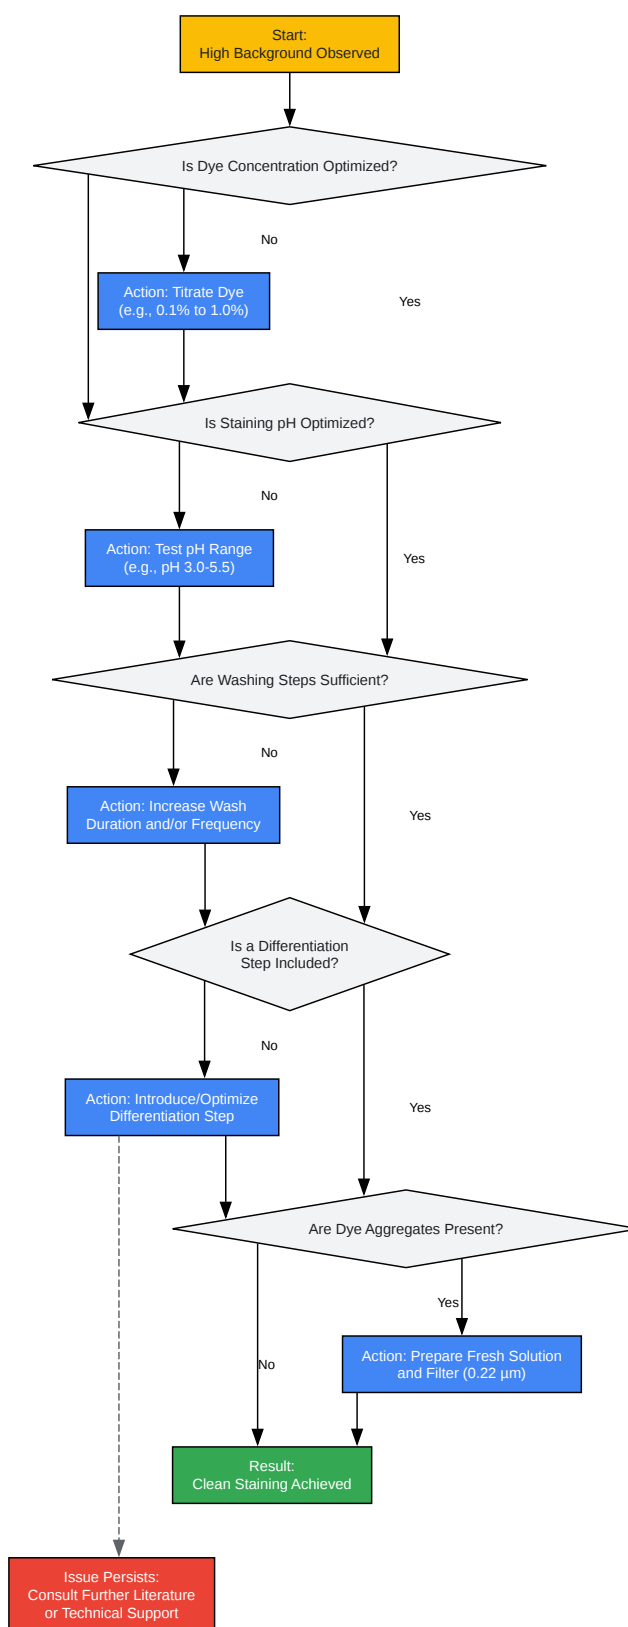 Start:
High Background Observed
Is Dye Concentration Optimized?
No
Action: Titrate Dye
(e.g., 0.1% to 1.0%)
Yes
Is Staining pH Optimized?
No
Action: Test pH Range
(e.g., pH 3.0-5.5)
Yes
Are Washing Steps Sufficient?
No
Action: Increase Wash
Duration and/or Frequency
Yes
Is a Differentiation
Step Included?
No
Action: Introduce/Optimize
Differentiation Step
Yes
Are Dye Aggregates Present?
Yes
Action: Prepare Fresh Solution
and Filter (0.22 µm)
No
Result:
Clean Staining Achieved
Issue Persists:
Consult Further Literature
or Technical Support